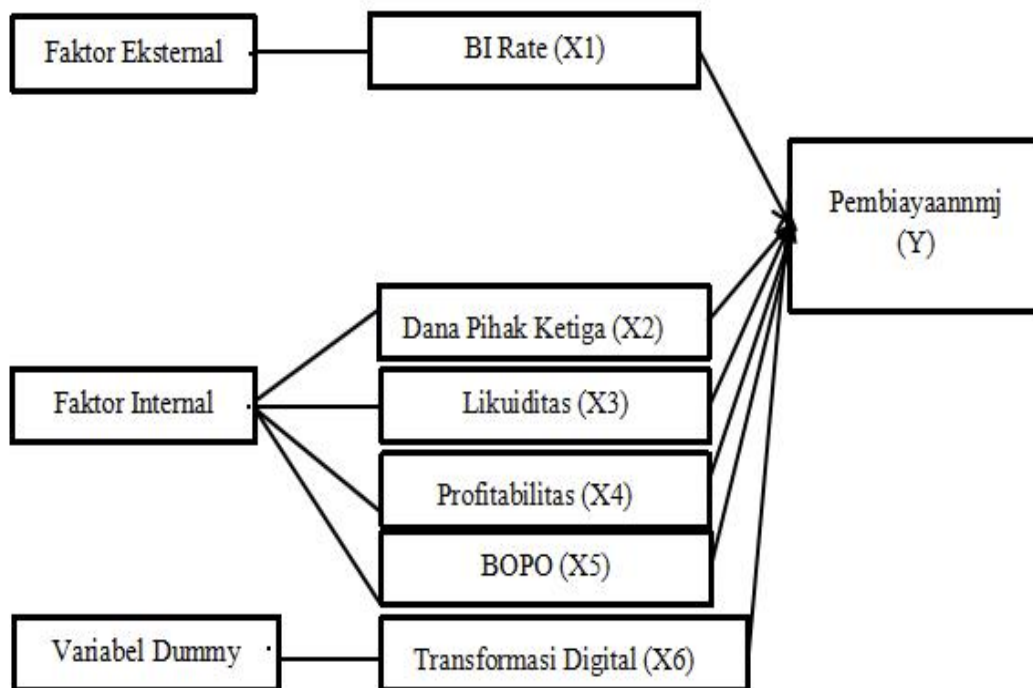 Faktor Eksternal
BI Rate (X1)
Pembiayaannmj
(Y)
Dana Pihak Ketiga (X2)
Faktor Internal
Likuiditas (X3)
Profitabilitas (X4)
BOPO (X5)
Variabel Dummy
Transformasi Digital (X6)